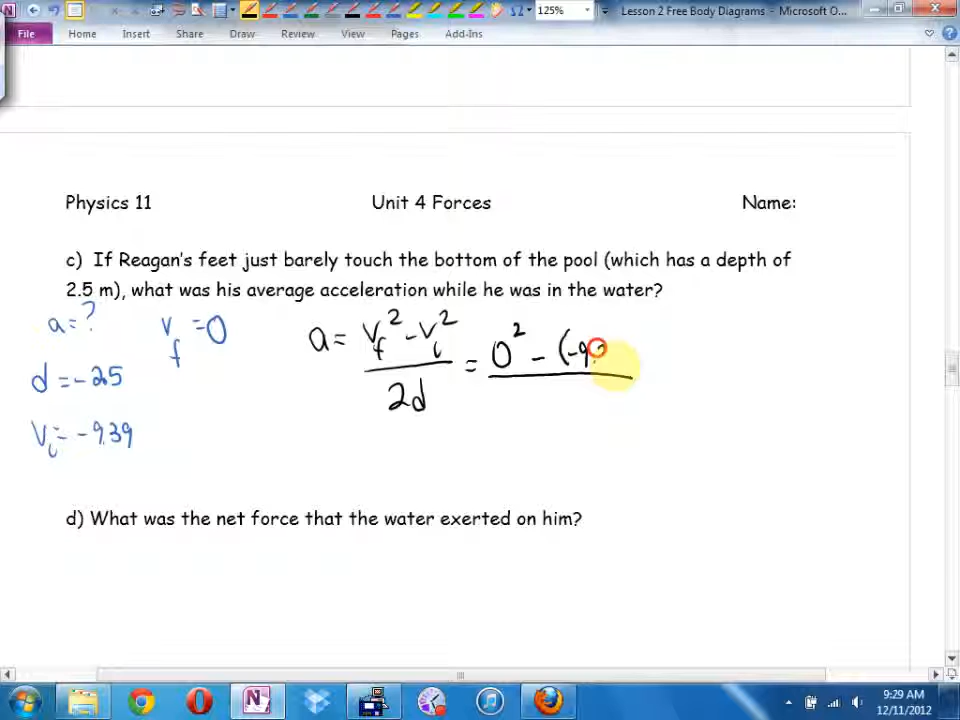 125%
Lesson 2 Free Body Diagrams - Microsoft O...
File Home Insert Share Draw Review View Pages Add-Ins
Physics 11 Unit 4 Forces Name:
c) If Reagan's feet just barely touch the bottom of the pool (which has a depth of
2.5 m), what was his average acceleration while he was in the water?
a = ? v_f = 0 a = (v_f² - v_i²) / 2d = 0² - (-9.
d = -2.5
v_i = -9.39
d) What was the net force that the water exerted on him?
9:29 AM
12/11/2012